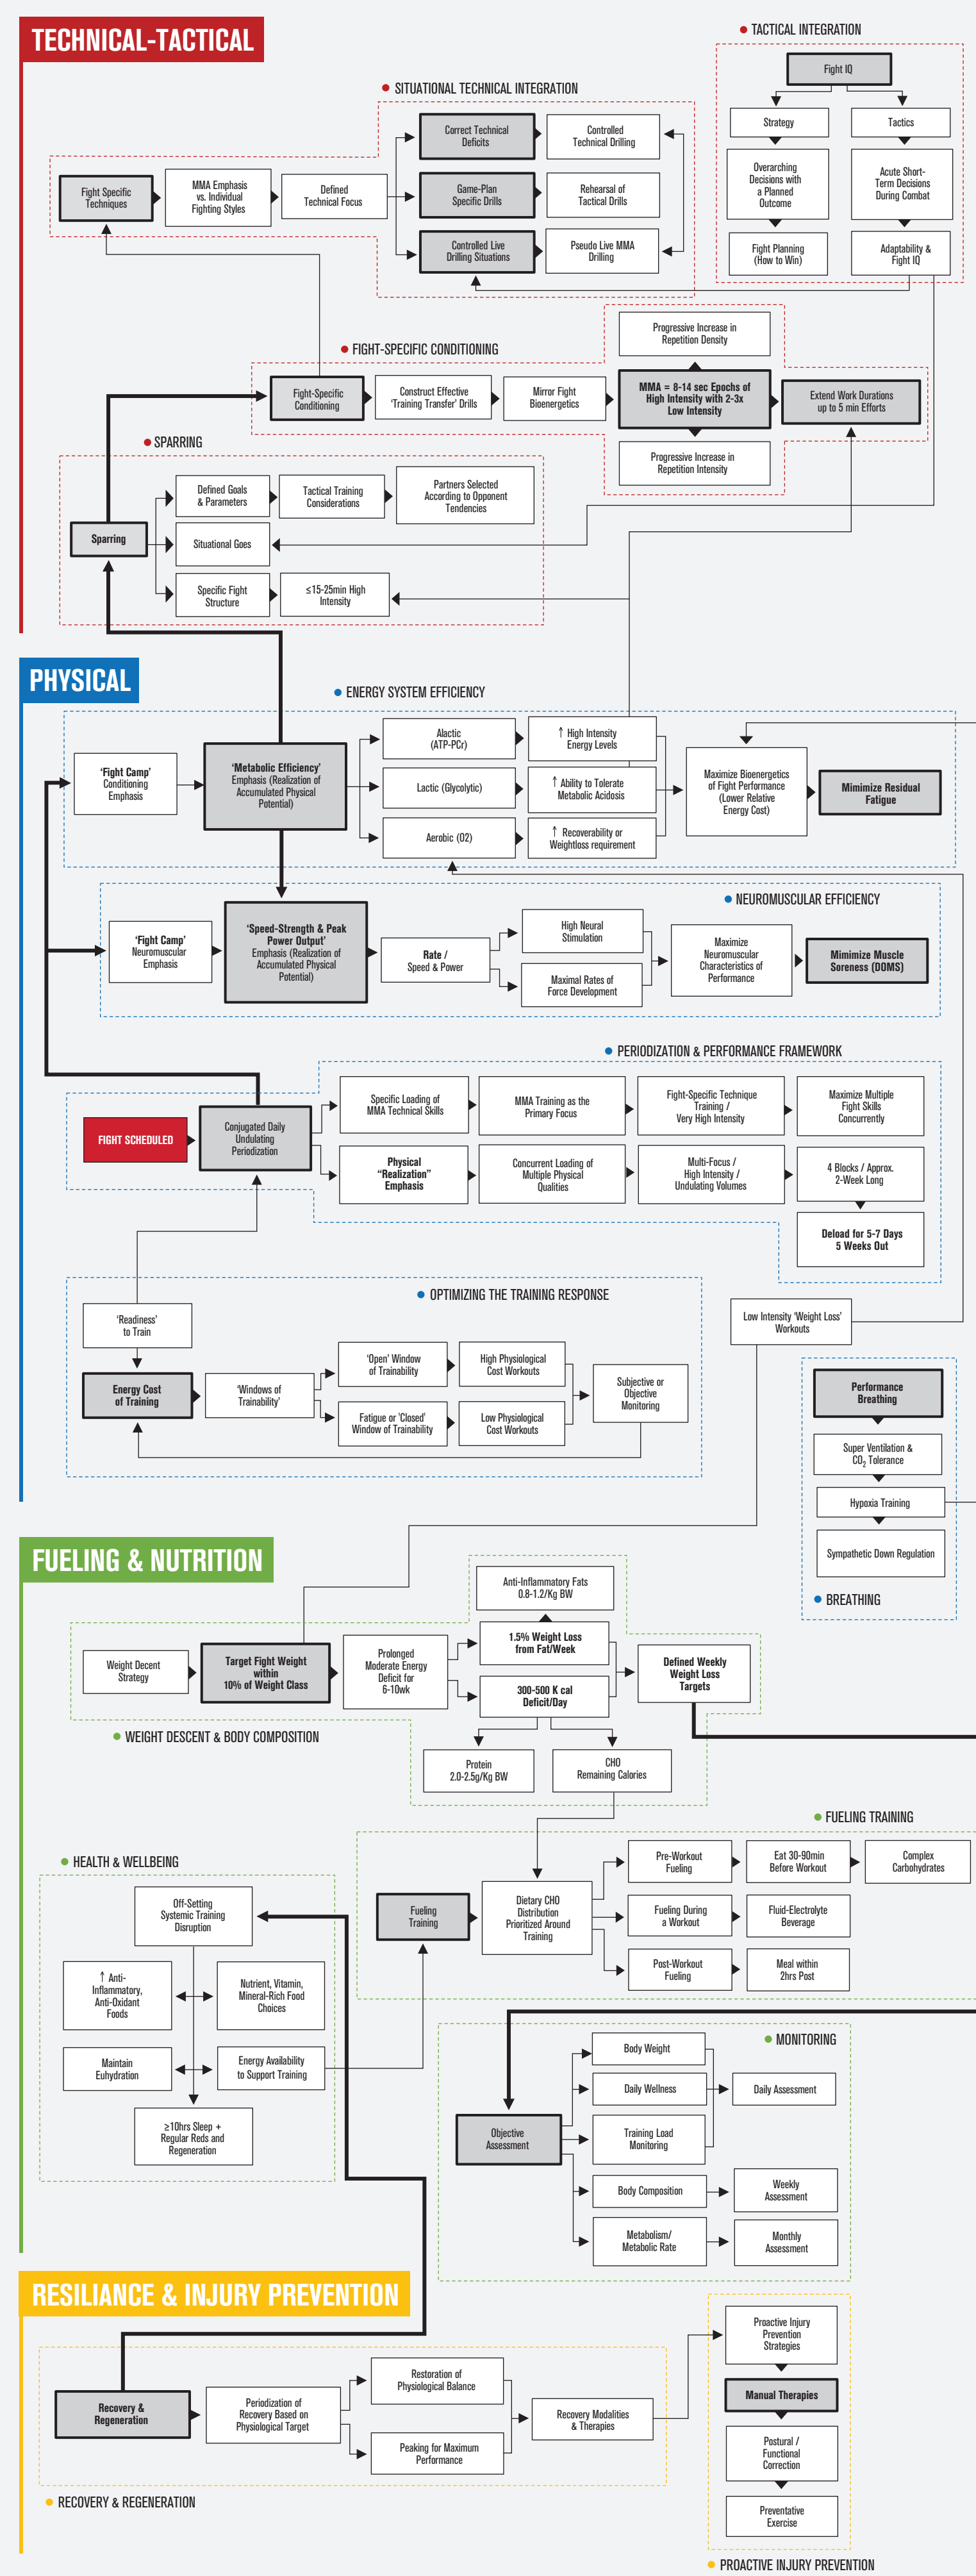 TECHNICAL-TACTICAL
TACTICAL INTEGRATION
Fight IQ
Strategy
Tactics
Overarching
Decisions with
a Planned
Outcome
Acute Short-
Term Decisions
During Combat
Fight Planning
(How to Win)
Adaptability &
Fight IQ
SITUATIONAL TECHNICAL INTEGRATION
Fight Specific
Techniques
MMA Emphasis
vs. Individual
Fighting Styles
Defined
Technical Focus
Correct Technical
Deficits
Controlled
Technical Drilling
Game-Plan
Specific Drills
Rehearsal of
Tactical Drills
Controlled Live
Drilling Situations
Pseudo Live MMA
Drilling
FIGHT-SPECIFIC CONDITIONING
Fight-Specific
Conditioning
Construct Effective
'Training Transfer' Drills
Mirror Fight
Bioenergetics
Progressive Increase in
Repetition Density
MMA = 8-14 sec Epochs of
High Intensity with 2-3x
Low Intensity
Progressive Increase in
Repetition Intensity
Extend Work Durations
up to 5 min Efforts
SPARRING
Sparring
Defined Goals
& Parameters
Tactical Training
Considerations
Partners Selected
According to Opponent
Tendencies
Situational Goes
Specific Fight
Structure
≤15-25min High
Intensity
PHYSICAL
ENERGY SYSTEM EFFICIENCY
'Fight Camp'
Conditioning
Emphasis
'Metabolic Efficiency'
Emphasis (Realization of
Accumulated Physical
Potential)
Alactic
(ATP-PCr)
↑ High Intensity
Energy Levels
Lactic (Glycolytic)
↑ Ability to Tolerate
Metabolic Acidosis
Aerobic (O2)
↑ Recoverability or
Weightloss requirement
Maximize Bioenergetics
of Fight Performance
(Lower Relative
Energy Cost)
Mimimize Residual
Fatigue
NEUROMUSCULAR EFFICIENCY
'Fight Camp'
Neuromuscular
Emphasis
'Speed-Strength & Peak
Power Output'
Emphasis (Realization of
Accumulated Physical
Potential)
Rate /
Speed & Power
High Neural
Stimulation
Maximal Rates of
Force Development
Maximize
Neuromuscular
Characteristics of
Performance
Mimimize Muscle
Soreness (DOMS)
PERIODIZATION & PERFORMANCE FRAMEWORK
FIGHT SCHEDULED
Conjugated Daily
Undulating
Periodization
Specific Loading of
MMA Technical Skills
MMA Training as the
Primary Focus
Fight-Specific Technique
Training /
Very High Intensity
Maximize Multiple
Fight Skills
Concurrently
Physical
"Realization"
Emphasis
Concurrent Loading of
Multiple Physical
Qualities
Multi-Focus /
High Intensity /
Undulating Volumes
4 Blocks / Approx.
2-Week Long
Deload for 5-7 Days
5 Weeks Out
OPTIMIZING THE TRAINING RESPONSE
'Readiness'
to Train
Energy Cost
of Training
'Windows of
Trainability'
'Open' Window
of Trainability
High Physiological
Cost Workouts
Fatigue or 'Closed'
Window of Trainability
Low Physiological
Cost Workouts
Subjective or
Objective
Monitoring
Low Intensity 'Weight Loss'
Workouts
Performance
Breathing
Super Ventilation &
CO2 Tolerance
Hypoxia Training
Sympathetic Down Regulation
BREATHING
FUELING & NUTRITION
Weight Decent
Strategy
Target Fight Weight
within
10% of Weight Class
Prolonged
Moderate Energy
Deficit for
6-10wk
Anti-Inflammatory Fats
0.8-1.2/Kg BW
1.5% Weight Loss
from Fat/Week
300-500 K cal
Deficit/Day
Defined Weekly
Weight Loss
Targets
Protein
2.0-2.5g/Kg BW
CHO
Remaining Calories
WEIGHT DESCENT & BODY COMPOSITION
FUELING TRAINING
Fueling
Training
Dietary CHO
Distribution
Prioritized Around
Training
Pre-Workout
Fueling
Eat 30-90min
Before Workout
Complex
Carbohydrates
Fueling During
a Workout
Fluid-Electrolyte
Beverage
Post-Workout
Fueling
Meal within
2hrs Post
HEALTH & WELLBEING
Off-Setting
Systemic Training
Disruption
↑ Anti-
Inflammatory,
Anti-Oxidant
Foods
Nutrient, Vitamin,
Mineral-Rich Food
Choices
Maintain
Euhydration
Energy Availability
to Support Training
≥10hrs Sleep +
Regular Reds and
Regeneration
MONITORING
Objective
Assessment
Body Weight
Daily Wellness
Training Load
Monitoring
Daily Assessment
Body Composition
Weekly
Assessment
Metabolism/
Metabolic Rate
Monthly
Assessment
RESILIANCE & INJURY PREVENTION
Recovery &
Regeneration
Periodization of
Recovery Based on
Physiological Target
Restoration of
Physiological Balance
Peaking for Maximum
Performance
Recovery Modalities
& Therapies
RECOVERY & REGENERATION
Proactive Injury
Prevention
Strategies
Manual Therapies
Postural /
Functional
Correction
Preventative
Exercise
PROACTIVE INJURY PREVENTION